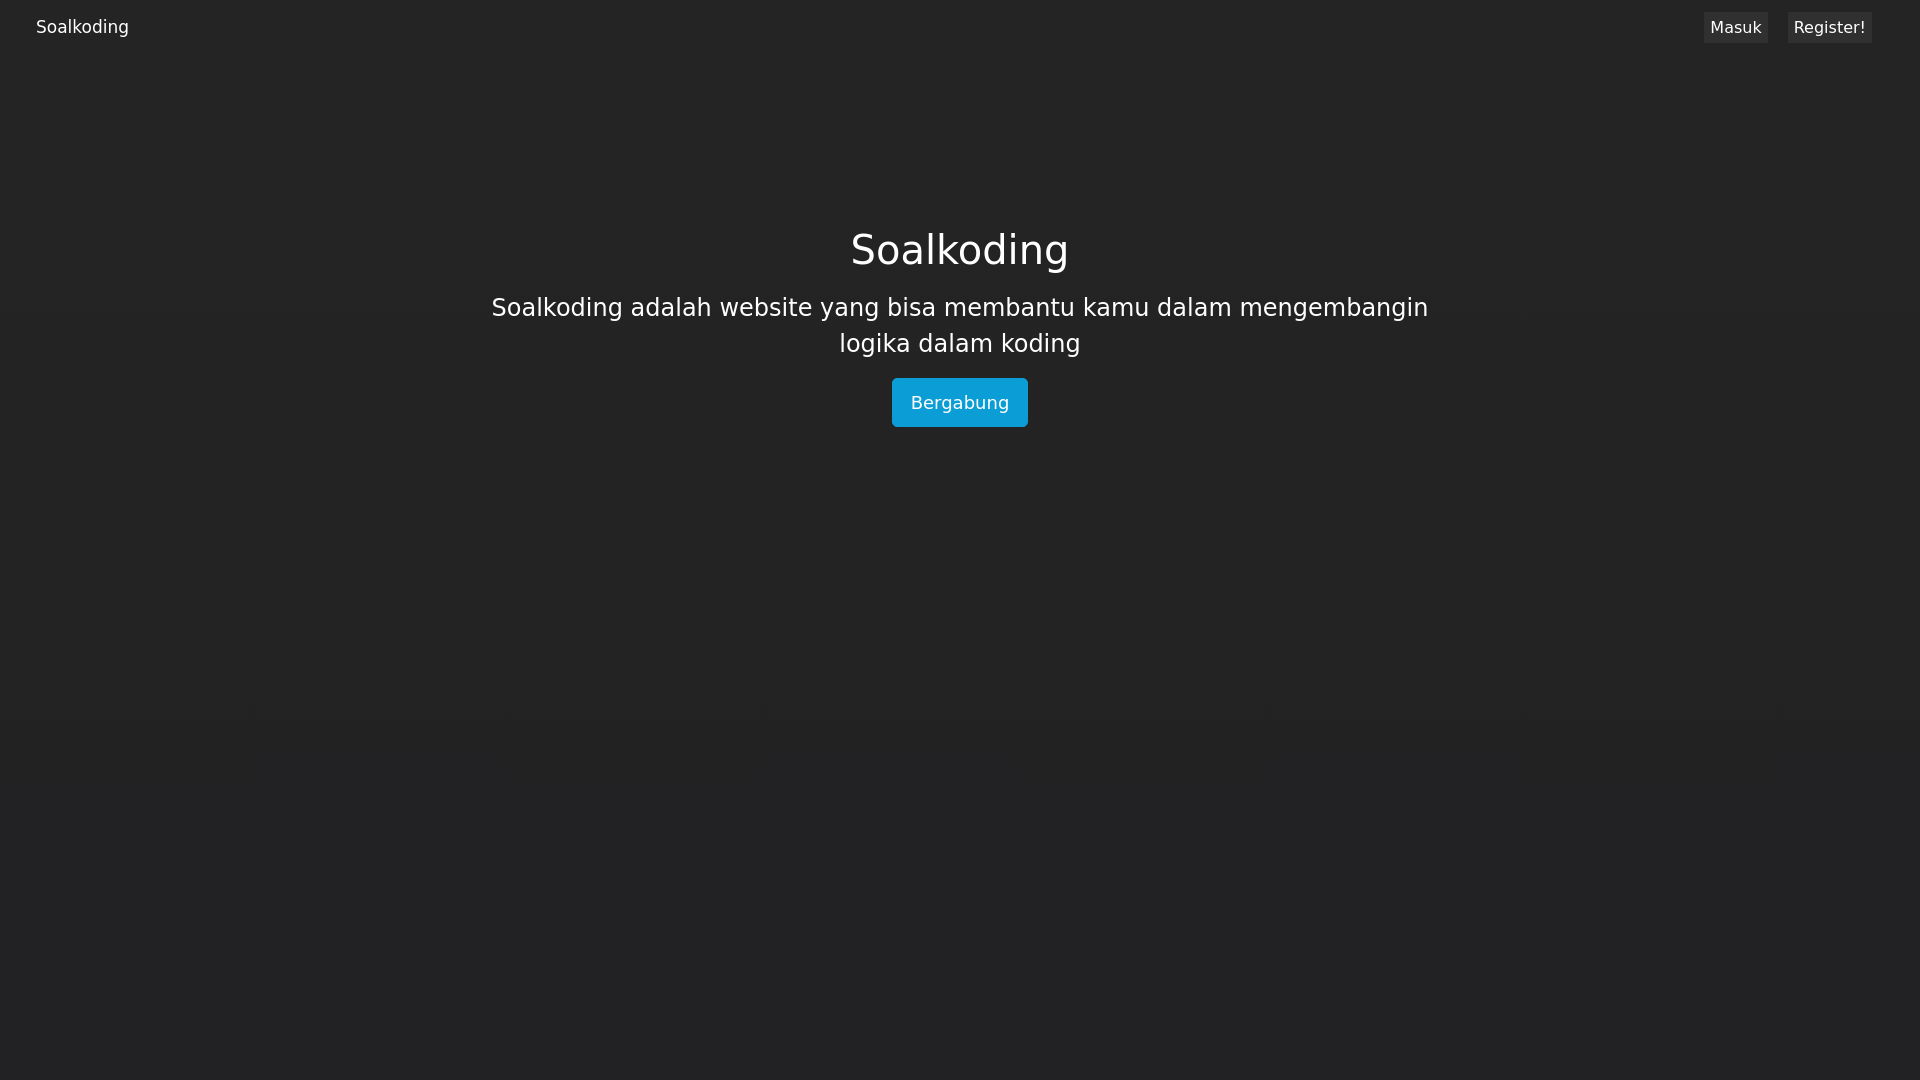 Soalkoding
Masuk
Register!
Soalkoding
Soalkoding adalah website yang bisa membantu kamu dalam mengembangin
logika dalam koding
Bergabung